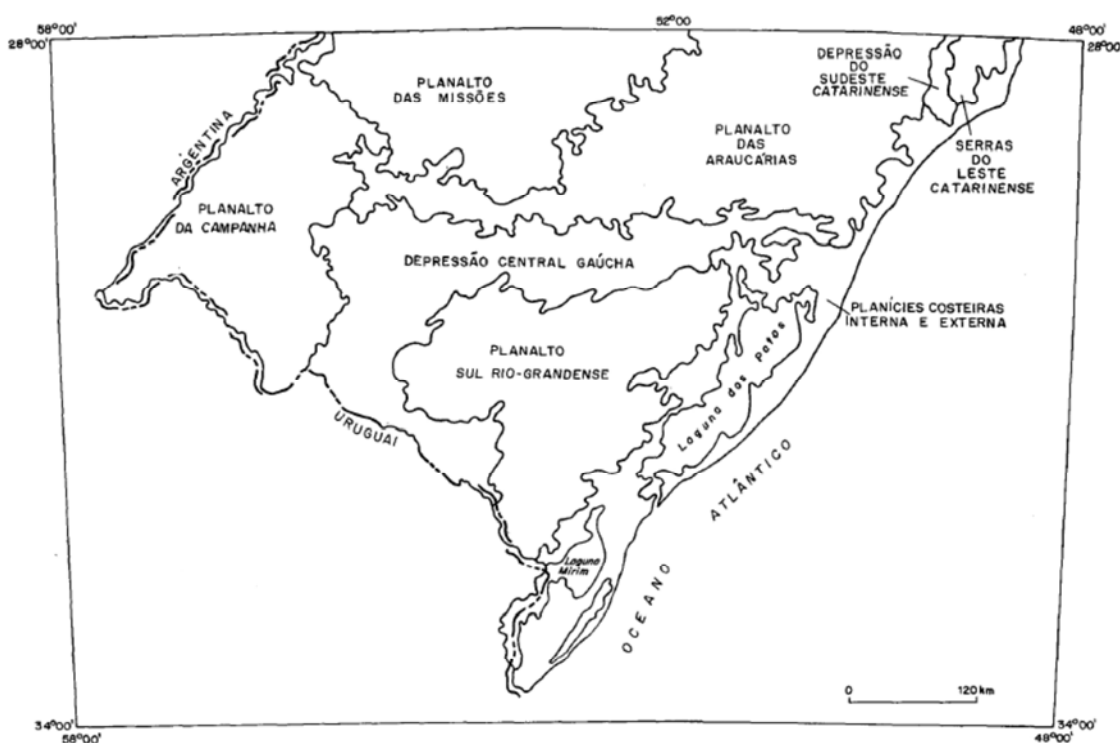 58°00'
52°00
48°00'
28°00'
28°00'
DEPRESSÃO
DO
SUDESTE
CATARINENSE
PLANALTO
DAS MISSÕES
PLANALTO
DAS
ARAUCÁRIAS
SERRAS
DO
LESTE
CATARINENSE
ARGENTINA
PLANALTO
DA CAMPANHA
DEPRESSÃO CENTRAL GAÚCHA
PLANÍCIES COSTEIRAS
INTERNA E EXTERNA
PLANALTO
SUL RIO-GRANDENSE
Laguna dos Patos
URUGUAI
OCEANO ATLÂNTICO
Laguna
Mirim
0 120 km
34°00'
34°00'
58°00'
48°00'